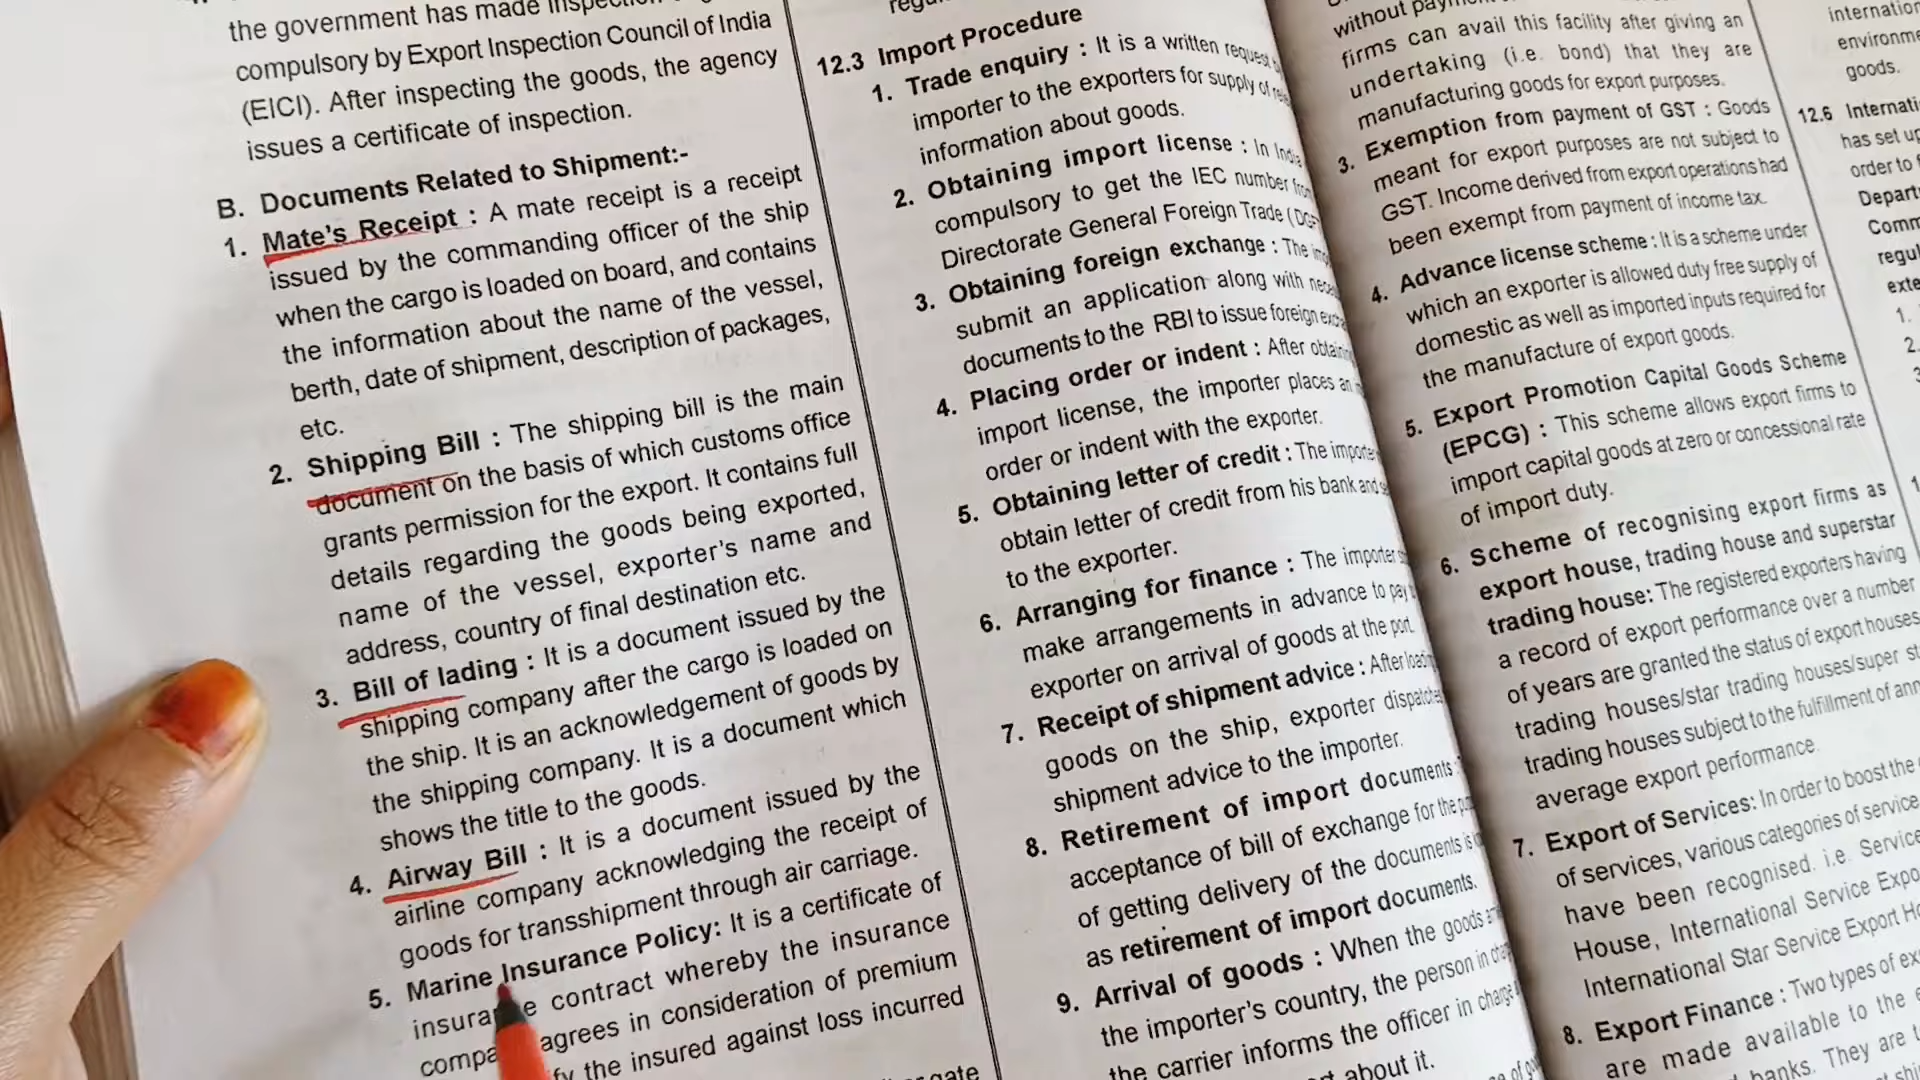 the government has made
compulsory by Export Inspection Council of India
(EICI). After inspecting the goods, the agency
issues a certificate of inspection.
B. Documents Related to Shipment:-
1. Mate's Receipt : A mate receipt is a receipt
issued by the commanding officer of the ship
when the cargo is loaded on board, and contains
the information about the name of the vessel,
berth, date of shipment, description of packages,
etc.
2. Shipping Bill : The shipping bill is the main
document on the basis of which customs office
grants permission for the export. It contains full
details regarding the goods being exported,
name of the vessel, exporter's name and
address, country of final destination etc.
3. Bill of lading : It is a document issued by the
shipping company after the cargo is loaded on
the ship. It is an acknowledgement of goods by
the shipping company. It is a document which
shows the title to the goods.
4. Airway Bill : It is a document issued by the
airline company acknowledging the receipt of
goods for transshipment through air carriage.
5. Marine Insurance Policy: It is a certificate of
contract whereby the insurance
agrees in consideration of premium
the insured against loss incurred
12.3 Import Procedure
1. Trade enquiry : It is a written request
importer to the exporters for supply of
information about goods.
2. Obtaining import license : In
compulsory to get the IEC number
Directorate General Foreign Trade
3. Obtaining foreign exchange : The
submit an application along with
documents to the RBI to issue foreign
4. Placing order or indent : After
import license, the importer places an
order or indent with the exporter.
5. Obtaining letter of credit : The
obtain letter of credit from his bank and
to the exporter.
6. Arranging for finance : The importer
make arrangements in advance to pay
exporter on arrival of goods at the port.
7. Receipt of shipment advice : After
goods on the ship, exporter
shipment advice to the importer.
8. Retirement of import documents :
acceptance of bill of exchange for the
of getting delivery of the documents is
as retirement of import documents.
9. Arrival of goods : When the goods
the importer's country, the person in
the carrier informs the officer in charge
about it.
without
firms can avail this facility after giving an
undertaking (i.e. bond) that they are
manufacturing goods for export purposes.
3. Exemption from payment of GST : Goods
meant for export purposes are not subject to
GST. Income derived from export operations had
been exempt from payment of income tax.
4. Advance license scheme : It is a scheme under
which an exporter is allowed duty free supply of
domestic as well as imported inputs required for
the manufacture of export goods.
5. Export Promotion Capital Goods Scheme
(EPCG) : This scheme allows export firms to
import capital goods at zero or concessional rate
of import duty.
6. Scheme of recognising export firms as
export house, trading house and superstar
trading house: The registered exporters having
a record of export performance over a number
of years are granted the status of export houses
trading houses/star trading houses/super
trading houses subject to the fulfillment of
average export performance.
7. Export of Services: In order to boost the
of services, various categories of service
have been recognised. i.e. Service
House, International Service
International Star Service Export
8. Export Finance : Two types of
are made available to the
banks. They are
goods.
12.6
has set up
order to
1.
2.
3